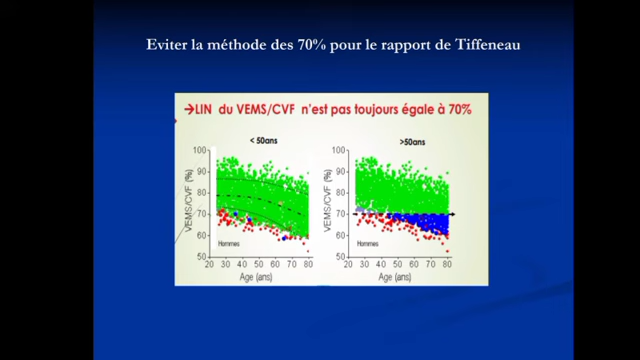 Eviter la méthode des 70% pour le rapport de Tiffeneau
→LIN du VEMS/CVF n'est pas toujours égale à 70%
< 50ans
>50ans
VEMS/CVF (%)
100
90
80
70
60
50
Hommes
20 30 40 50 60 70 80
Age (ans)
VEMS/CVF (%)
100
90
80
70
60
50
Hommes
20 30 40 50 60 70 80
Age (ans)